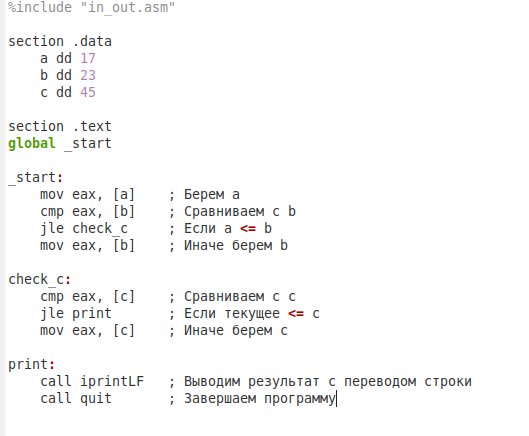 %include "in_out.asm"
section .data
a dd 17
b dd 23
c dd 45
section .text
global _start
_start:
mov eax, [a] ; Берем a
cmp eax, [b] ; Сравниваем с b
jle check_c ; Если a <= b
mov eax, [b] ; Иначе берем b
check_c:
cmp eax, [c] ; Сравниваем с c
jle print ; Если текущее <= c
mov eax, [c] ; Иначе берем c
print:
call iprintLF ; Выводим результат с переводом строки
call quit ; Завершаем программу